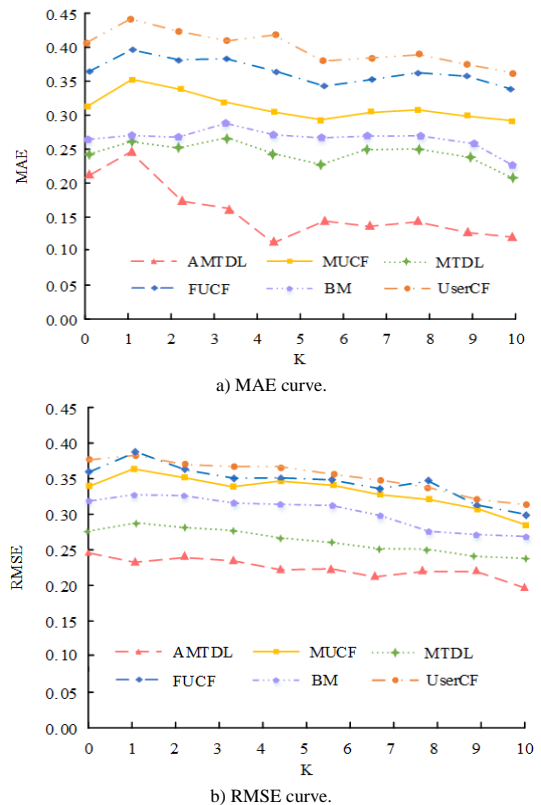 0.45
0.40
0.35
0.30
0.25
0.20
0.15
0.10
0.05
0.00
MAE
AMTDL MUCF MTDL
FUCF BM UserCF
0 1 2 3 4 5 6 7 8 9 10
K
a) MAE curve.
0.45
0.40
0.35
0.30
0.25
0.20
0.15
0.10
0.05
0.00
RMSE
AMTDL MUCF MTDL
FUCF BM UserCF
0 1 2 3 4 5 6 7 8 9 10
K
b) RMSE curve.